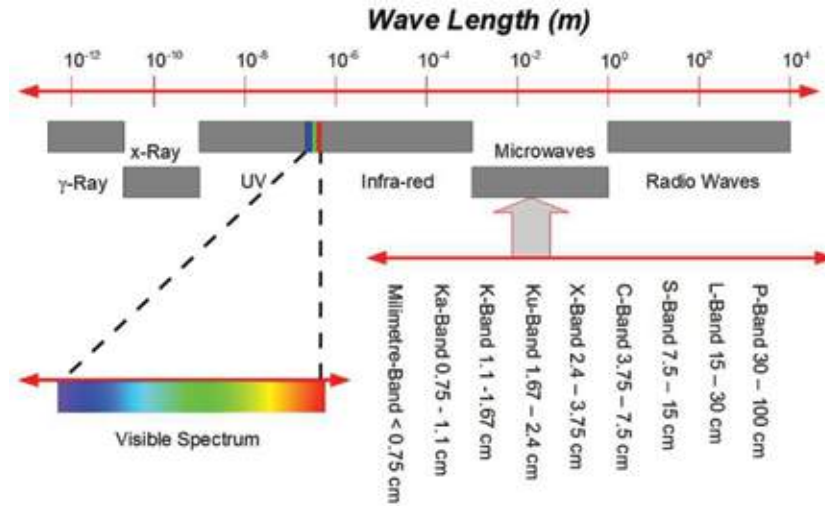 Wave Length (m)
10⁻¹² 10⁻¹⁰ 10⁻⁸ 10⁻⁶ 10⁻⁴ 10⁻² 10⁰ 10² 10⁻⁴
x-Ray Microwaves
γ-Ray UV Infra-red Radio Waves
Milimetre-Band < 0.75 cm
Ka-Band 0.75 - 1.1 cm
K-Band 1.1 -1.67 cm
Ku-Band 1.67 – 2.4 cm
X-Band 2.4 – 3.75 cm
C-Band 3.75 – 7.5 cm
S-Band 7.5 – 15 cm
L-Band 15 – 30 cm
P-Band 30 – 100 cm
Visible Spectrum